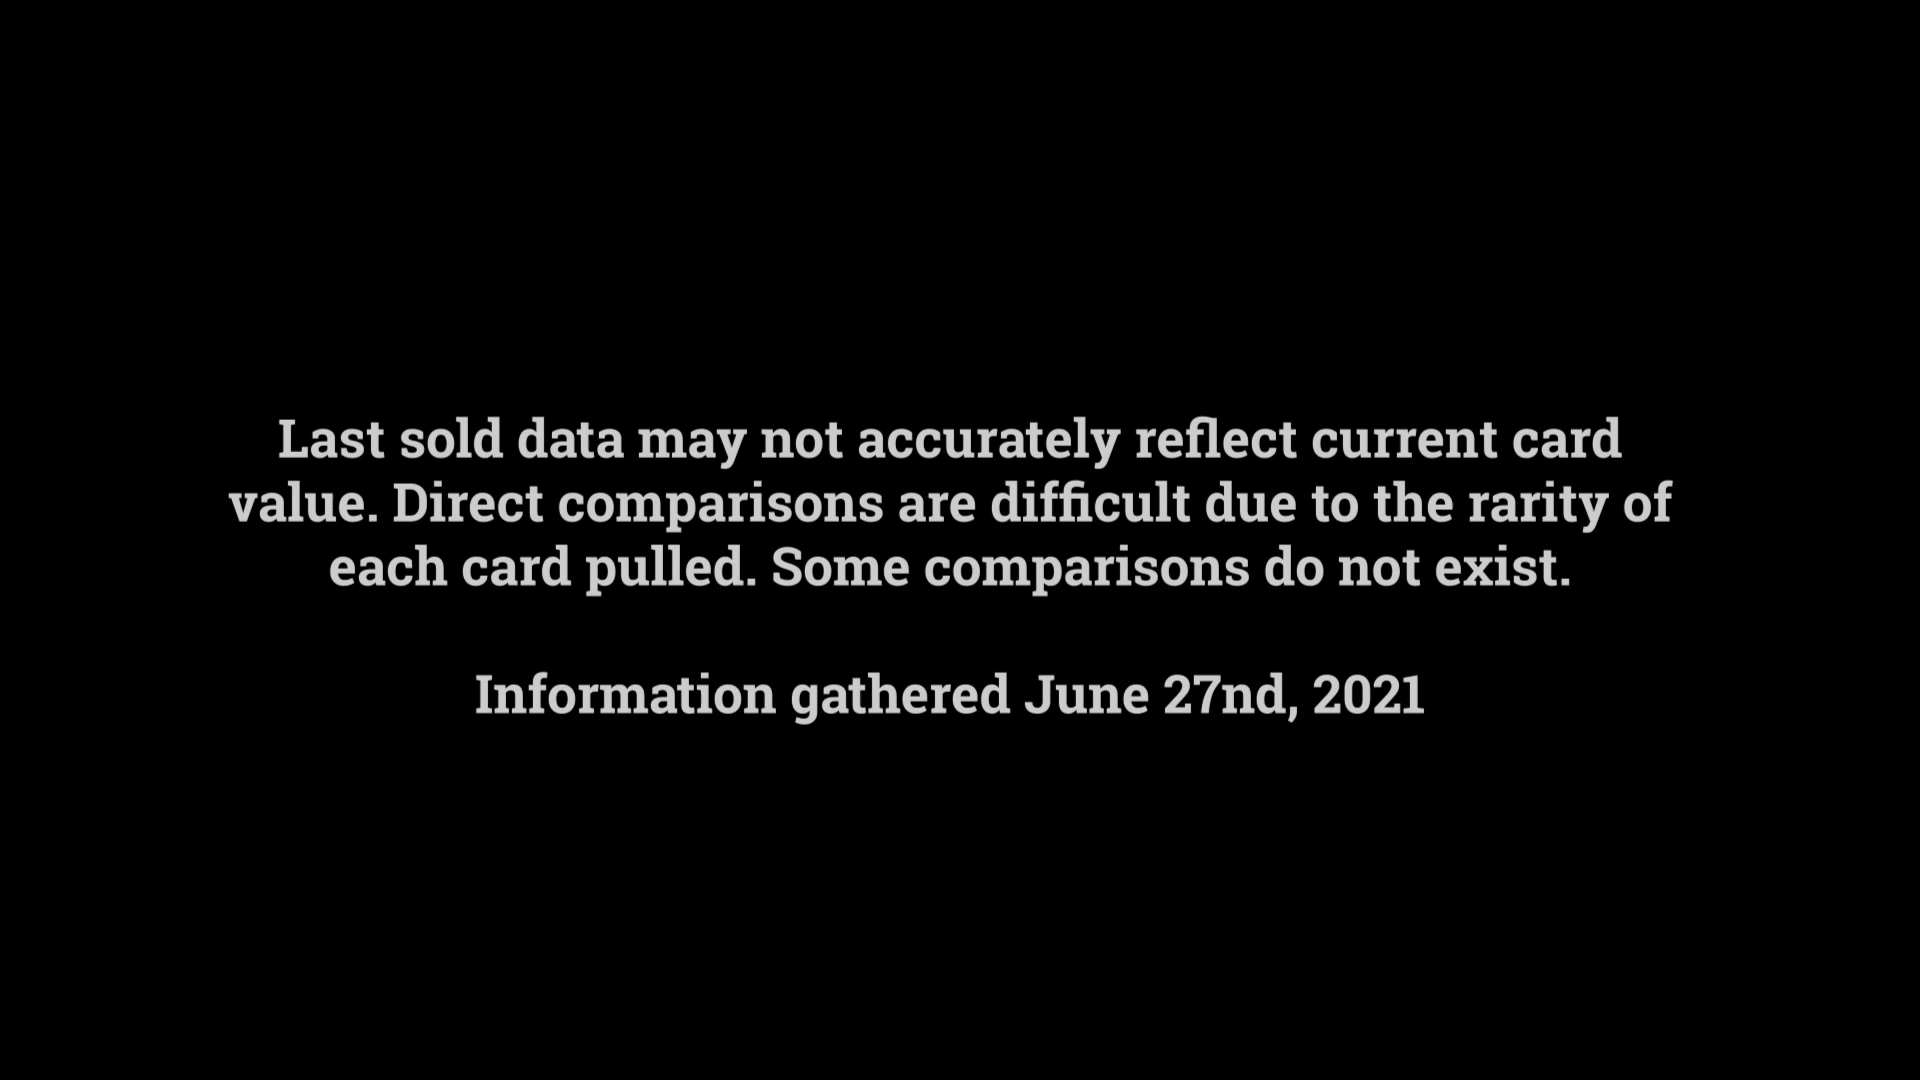 Last sold data may not accurately reflect current card
value. Direct comparisons are difficult due to the rarity of
each card pulled. Some comparisons do not exist.
Information gathered June 27nd, 2021